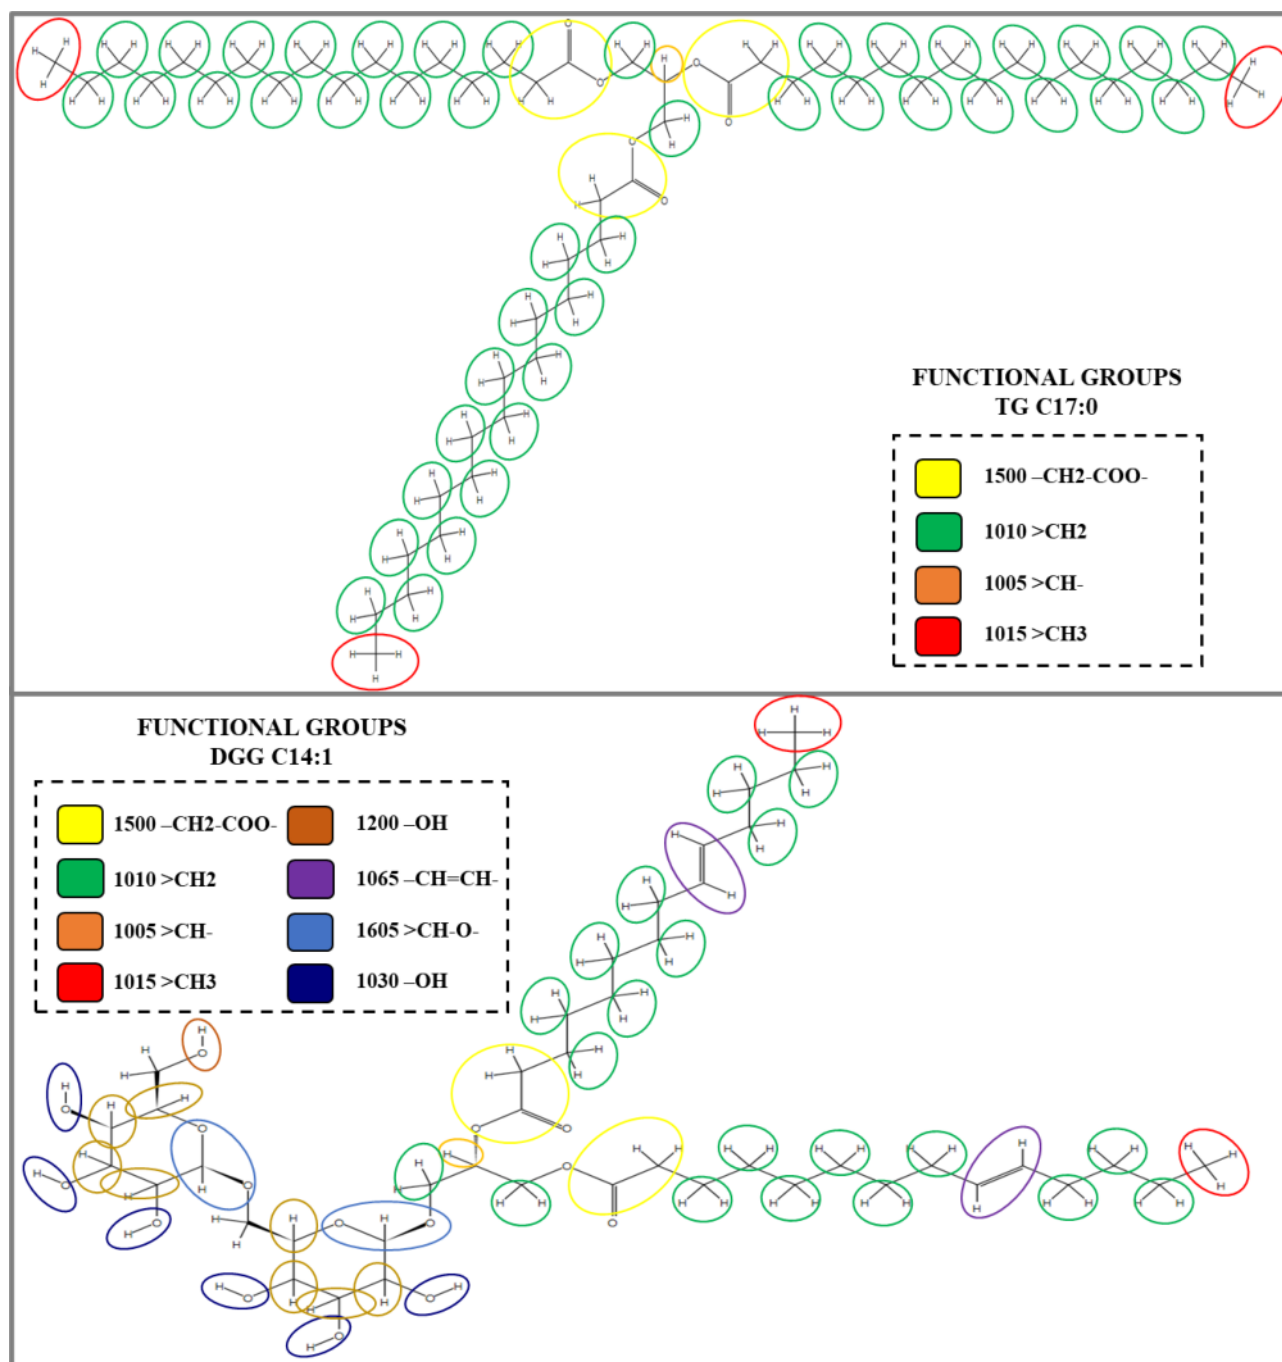 FUNCTIONAL GROUPS
TG C17:0
1500 –CH2-COO-
1010 >CH2
1005 >CH-
1015 >CH3
FUNCTIONAL GROUPS
DGG C14:1
1500 –CH2-COO- 1200 –OH
1010 >CH2 1065 –CH=CH-
1005 >CH- 1605 >CH-O-
1015 >CH3 1030 –OH